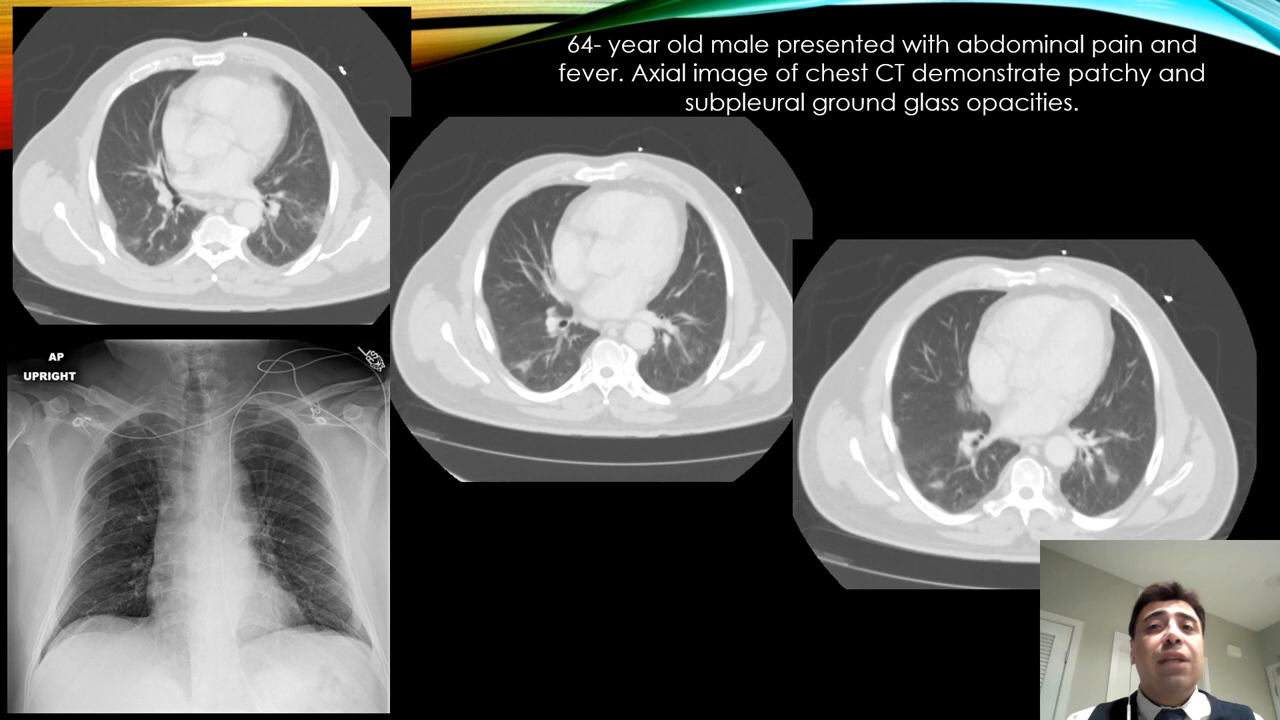 64- year old male presented with abdominal pain and
fever. Axial image of chest CT demonstrate patchy and
subpleural ground glass opacities.
AP
UPRIGHT